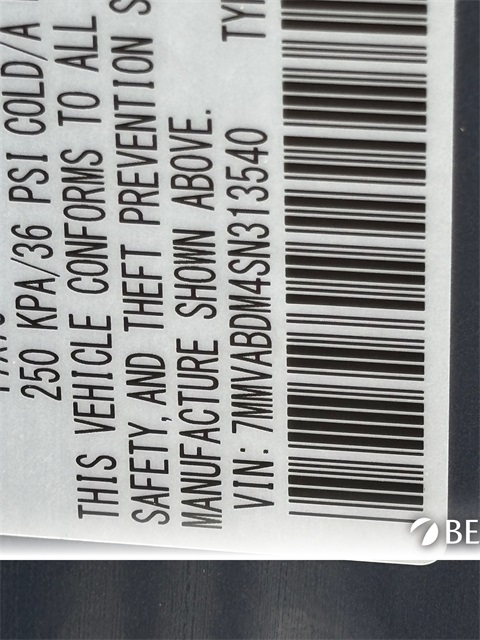 250 KPA/36 PSI COLD/A
THIS VEHICLE CONFORMS TO ALL
SAFETY,AND THEFT PREVENTION S
MANUFACTURE SHOWN ABOVE.
VIN: 7MMVABDM4SN313540 TY
BE